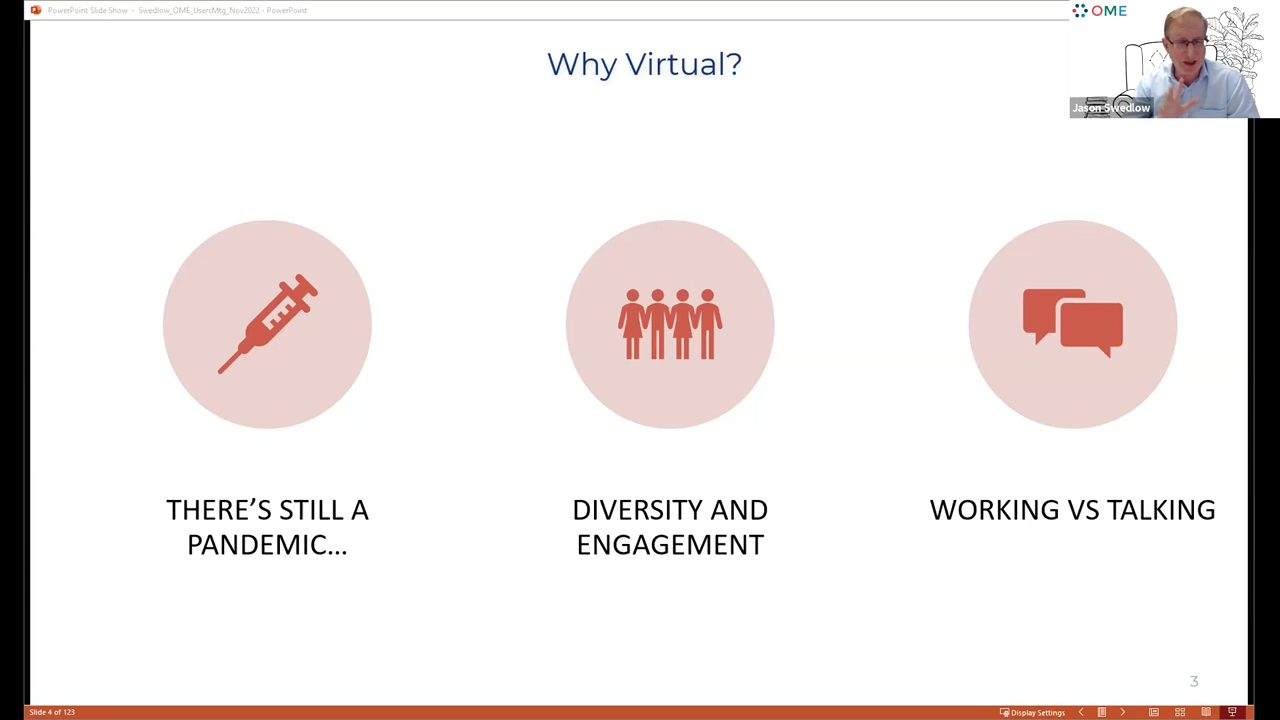 PowerPoint Slide Show - Swedlow_OME_UsersMtg_Nov2022 - PowerPoint
OME
Jason Swedlow
Why Virtual?
THERE’S STILL A
PANDEMIC…
DIVERSITY AND
ENGAGEMENT
WORKING VS TALKING
3
Slide 4 of 123
Display Settings